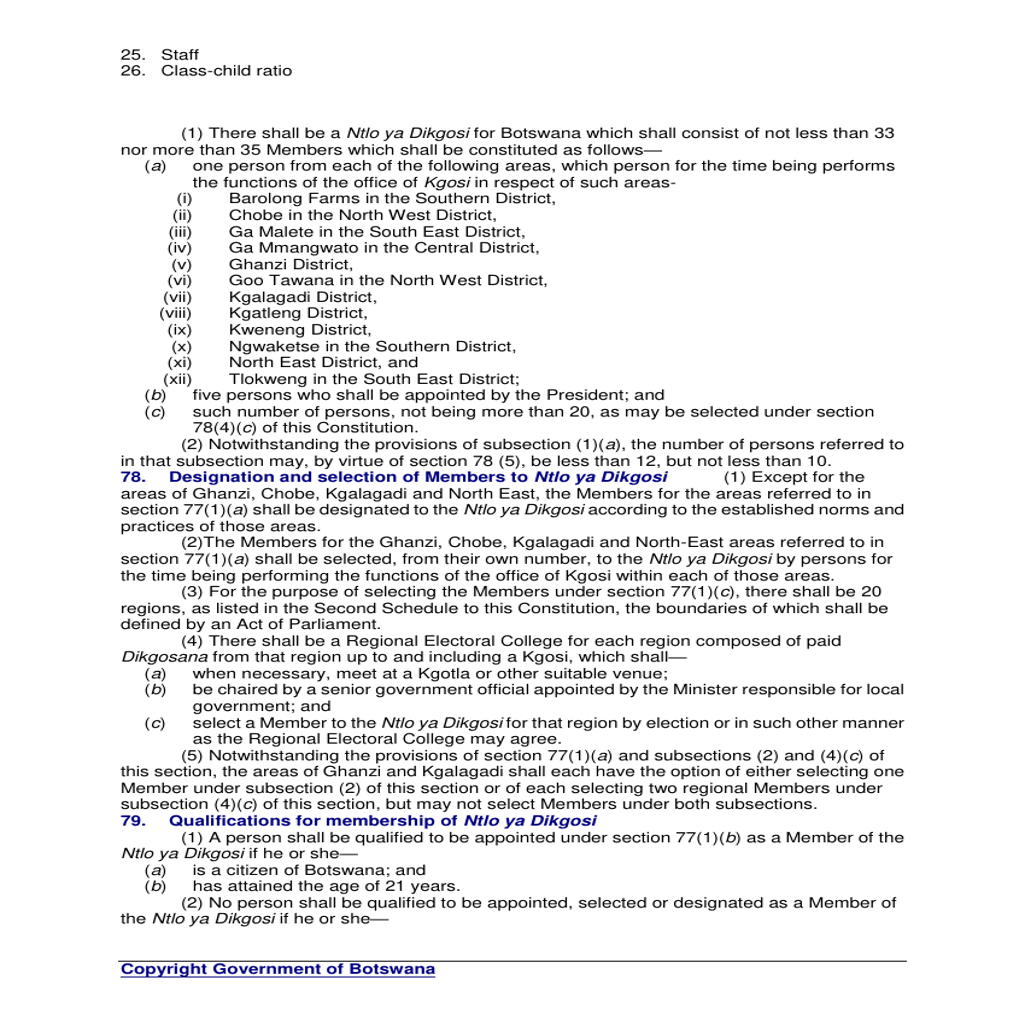 25. Staff
26. Class-child ratio
(1) There shall be a Ntlo ya Dikgosi for Botswana which shall consist of not less than 33
nor more than 35 Members which shall be constituted as follows—
(a) one person from each of the following areas, which person for the time being performs
the functions of the office of Kgosi in respect of such areas-
(i) Barolong Farms in the Southern District,
(ii) Chobe in the North West District,
(iii) Ga Malete in the South East District,
(iv) Ga Mmangwato in the Central District,
(v) Ghanzi District,
(vi) Goo Tawana in the North West District,
(vii) Kgalagadi District,
(viii) Kgatleng District,
(ix) Kweneng District,
(x) Ngwaketse in the Southern District,
(xi) North East District, and
(xii) Tlokweng in the South East District;
(b) five persons who shall be appointed by the President; and
(c) such number of persons, not being more than 20, as may be selected under section
78(4)(c) of this Constitution.
(2) Notwithstanding the provisions of subsection (1)(a), the number of persons referred to
in that subsection may, by virtue of section 78 (5), be less than 12, but not less than 10.
78. Designation and selection of Members to Ntlo ya Dikgosi (1) Except for the
areas of Ghanzi, Chobe, Kgalagadi and North East, the Members for the areas referred to in
section 77(1)(a) shall be designated to the Ntlo ya Dikgosi according to the established norms and
practices of those areas.
(2)The Members for the Ghanzi, Chobe, Kgalagadi and North-East areas referred to in
section 77(1)(a) shall be selected, from their own number, to the Ntlo ya Dikgosi by persons for
the time being performing the functions of the office of Kgosi within each of those areas.
(3) For the purpose of selecting the Members under section 77(1)(c), there shall be 20
regions, as listed in the Second Schedule to this Constitution, the boundaries of which shall be
defined by an Act of Parliament.
(4) There shall be a Regional Electoral College for each region composed of paid
Dikgosana from that region up to and including a Kgosi, which shall—
(a) when necessary, meet at a Kgotla or other suitable venue;
(b) be chaired by a senior government official appointed by the Minister responsible for local
government; and
(c) select a Member to the Ntlo ya Dikgosi for that region by election or in such other manner
as the Regional Electoral College may agree.
(5) Notwithstanding the provisions of section 77(1)(a) and subsections (2) and (4)(c) of
this section, the areas of Ghanzi and Kgalagadi shall each have the option of either selecting one
Member under subsection (2) of this section or of each selecting two regional Members under
subsection (4)(c) of this section, but may not select Members under both subsections.
79. Qualifications for membership of Ntlo ya Dikgosi
(1) A person shall be qualified to be appointed under section 77(1)(b) as a Member of the
Ntlo ya Dikgosi if he or she—
(a) is a citizen of Botswana; and
(b) has attained the age of 21 years.
(2) No person shall be qualified to be appointed, selected or designated as a Member of
the Ntlo ya Dikgosi if he or she—
Copyright Government of Botswana